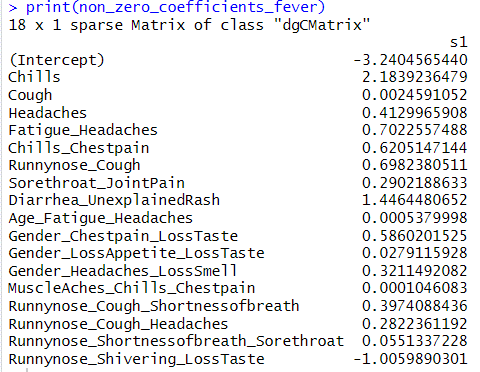 > print(non_zero_coefficients_fever)
18 x 1 sparse Matrix of class "dgCMatrix"
s1
(Intercept) -3.2404565440
Chills 2.1839236479
Cough 0.0024591052
Headaches 0.4129965908
Fatigue_Headaches 0.7022557488
Chills_Chestpain 0.6205147144
Runnynose_Cough 0.6982380511
Sorethroat_JointPain 0.2902188633
Diarrhea_UnexplainedRash 1.4464480652
Age_Fatigue_Headaches 0.0005379998
Gender_Chestpain_LossTaste 0.5860201525
Gender_LossAppetite_LossTaste 0.0279115928
Gender_Headaches_LossSmell 0.3211492082
MuscleAches_Chills_Chestpain 0.0001046083
Runnynose_Cough_Shortnessofbreath 0.3974088436
Runnynose_Cough_Headaches 0.2822361192
Runnynose_Shortnessofbreath_Sorethroat 0.0551337228
Runnynose_Shivering_LossTaste -1.0059890301